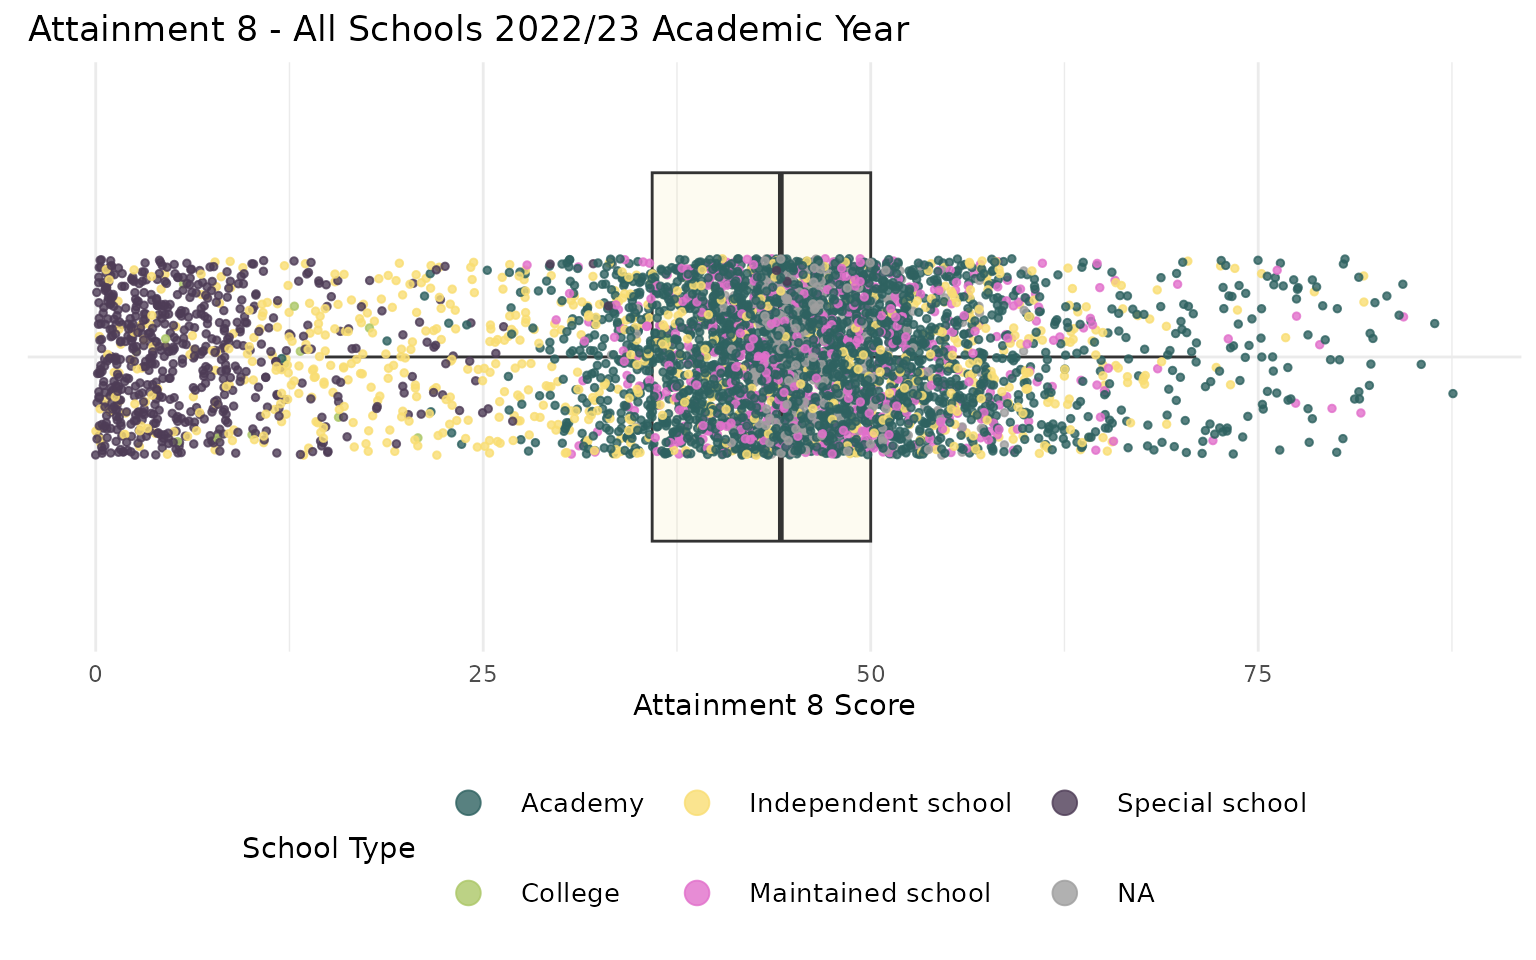 Attainment 8 - All Schools 2022/23 Academic Year
0 25 50 75
Attainment 8 Score
School Type
Academy Independent school Special school
College Maintained school NA